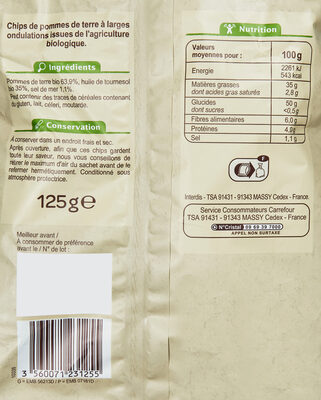 Chips de pommes de terre à larges
ondulations issues de l'agriculture
biologique.
Ingrédients
Pommes de terre bio 63,9%, huile de tournesol
bio 35%, sel de mer 1,1%.
Peut contenir des traces de céréales contenant
du gluten, lait, céleri, moutarde.
Conservation
A conserver dans un endroit frais et sec.
Après ouverture, afin que ces chips gardent
toute leur saveur, nous vous conseillons de
retirer le maximum d'air du sachet avant de le
refermer hermétiquement. Conditionné sous
atmosphère protectrice.
125g e
Meilleur avant /
A consommer de préférence
avant le / N° de lot :
3 560071 231255
G = EMB 56213D / P = EMB 07181D
Nutrition
Valeurs
moyennes pour : 100g
Energie 2261 kJ
543 kcal
Matières grasses 35 g
dont acides gras saturés 2,8 g
Glucides 50 g
dont sucres <0,5g
Fibres alimentaires 6,0 g
Protéines 4,9g
Sel 1,1 g
Interdis - TSA 91431 - 91343 MASSY Cedex - France
Service Consommateurs Carrefour
TSA 91431 - 91343 MASSY Cedex - France
N°Cristal 09 69 39 7000
APPEL NON SURTAXE